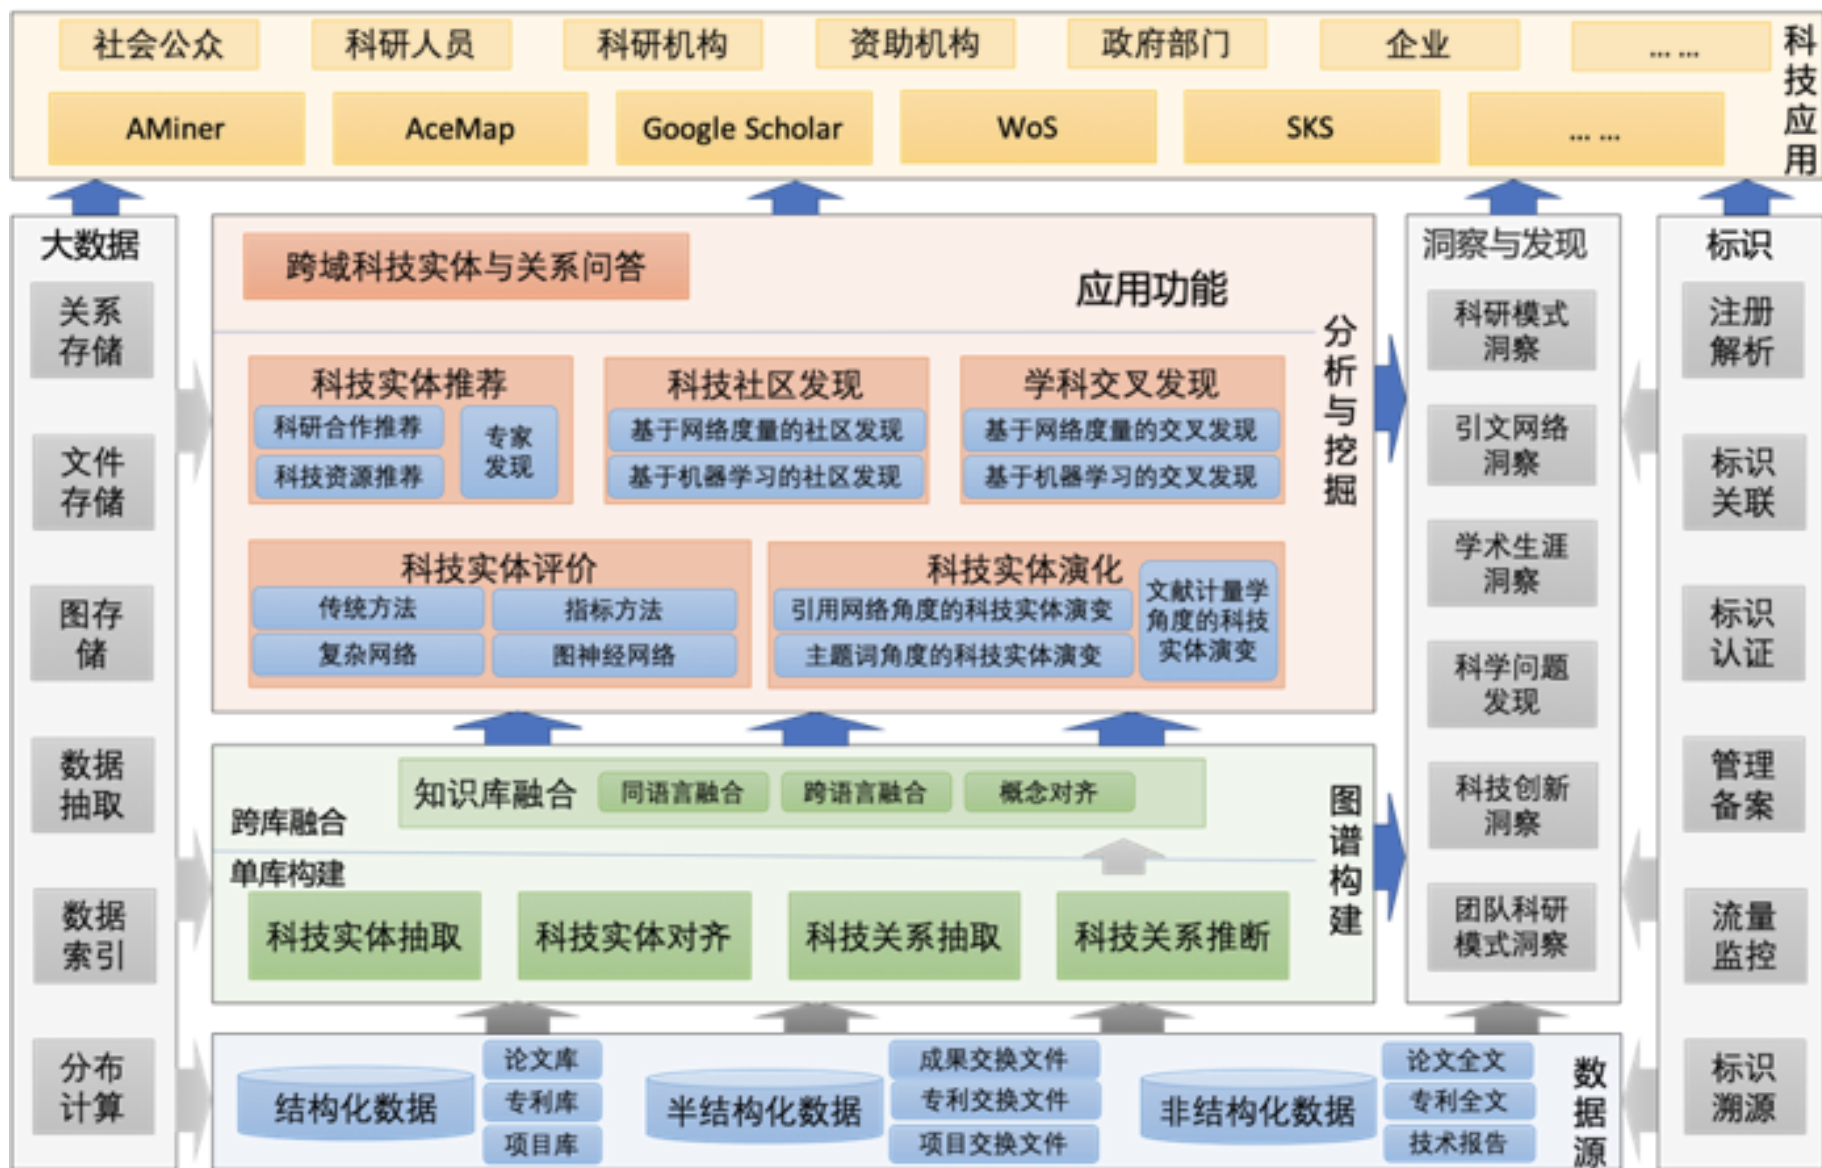 社会公众
科研人员
科研机构
资助机构
政府部门
企业
... ...
科技应用
AMiner
AceMap
Google Scholar
WoS
SKS
... ...
大数据
关系
存储
文件
存储
图存
储
数据
抽取
数据
索引
分布
计算
跨域科技实体与关系问答
应用功能
分析与挖掘
科技实体推荐
科研合作推荐
科技资源推荐
专家
发现
科技社区发现
基于网络度量的社区发现
基于机器学习的社区发现
学科交叉发现
基于网络度量的交叉发现
基于机器学习的交叉发现
科技实体评价
传统方法
指标方法
复杂网络
图神经网络
科技实体演化
引用网络角度的科技实体演变
主题词角度的科技实体演变
文献计量学
角度的科技
实体演变
知识库融合
同语言融合
跨语言融合
概念对齐
跨库融合
单库构建
图谱构建
科技实体抽取
科技实体对齐
科技关系抽取
科技关系推断
结构化数据
论文库
专利库
项目库
半结构化数据
成果交换文件
专利交换文件
项目交换文件
非结构化数据
论文全文
专利全文
技术报告
数据源
洞察与发现
科研模式
洞察
引文网络
洞察
学术生涯
洞察
科学问题
发现
科技创新
洞察
团队科研
模式洞察
标识
注册
解析
标识
关联
标识
认证
管理
备案
流量
监控
标识
溯源